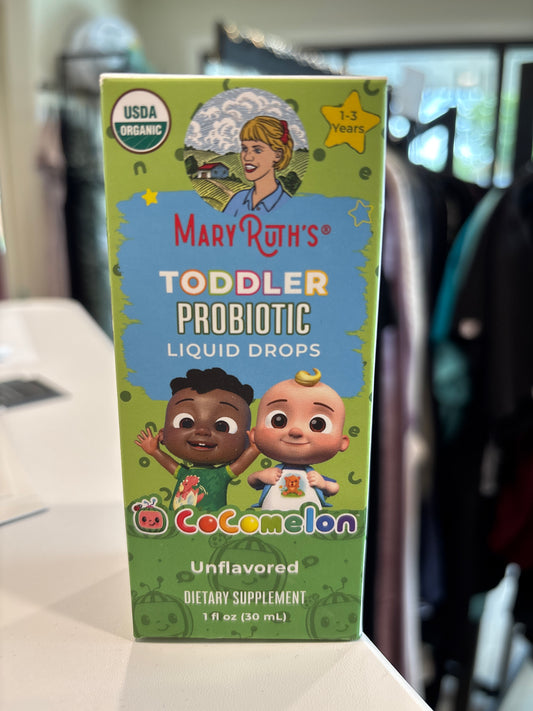 USDA
ORGANIC
1-3
Years
MARY RUTH'S®
TODDLER
PROBIOTIC
LIQUID DROPS
CoComelon
Unflavored
DIETARY SUPPLEMENT
1 fl oz (30 mL)